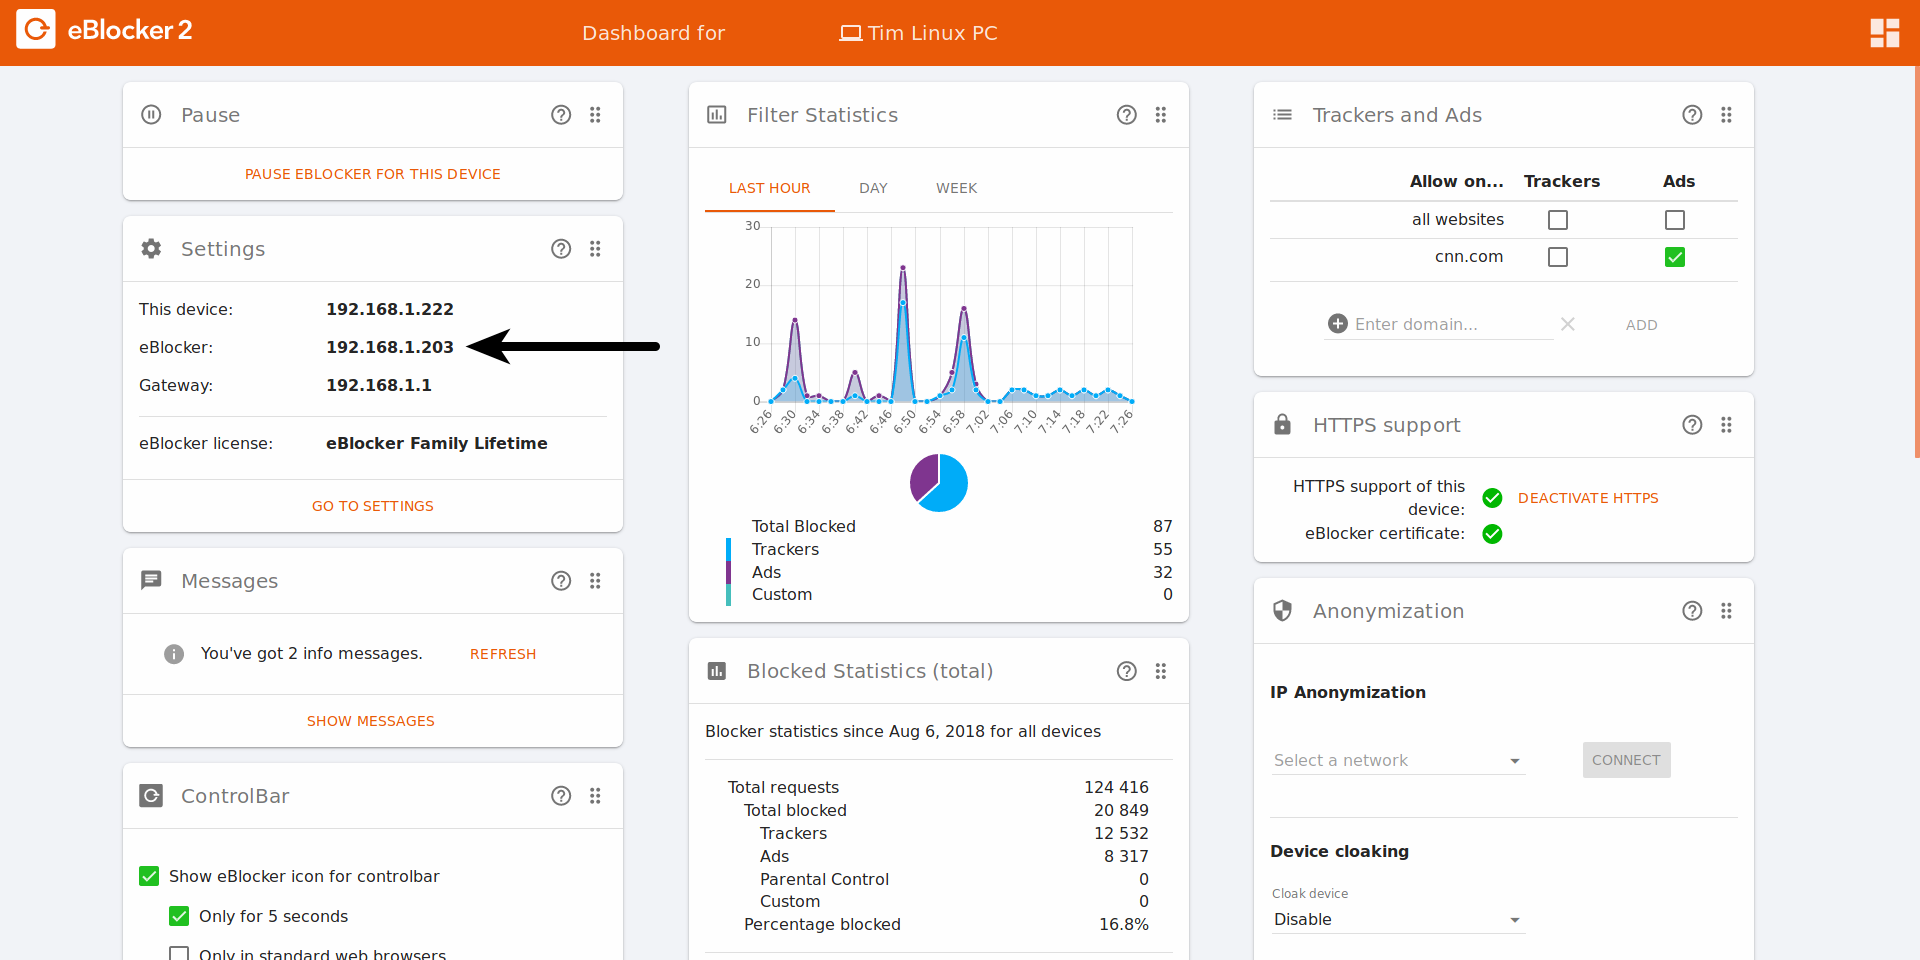 eBlocker 2
Dashboard for
Tim Linux PC
Pause
PAUSE EBLOCKER FOR THIS DEVICE
Settings
This device: 192.168.1.222
eBlocker: 192.168.1.203
Gateway: 192.168.1.1
eBlocker license: eBlocker Family Lifetime
GO TO SETTINGS
Messages
You've got 2 info messages. REFRESH
SHOW MESSAGES
ControlBar
Show eBlocker icon for controlbar
Only for 5 seconds
Only in standard web browsers
Filter Statistics
LAST HOUR DAY WEEK
30
20
10
0
6:26 6:30 6:34 6:38 6:42 6:46 6:50 6:54 6:58 7:02 7:06 7:10 7:14 7:18 7:22 7:26
Total Blocked 87
Trackers 55
Ads 32
Custom 0
Blocked Statistics (total)
Blocker statistics since Aug 6, 2018 for all devices
Total requests 124 416
Total blocked 20 849
Trackers 12 532
Ads 8 317
Parental Control 0
Custom 0
Percentage blocked 16.8%
Trackers and Ads
Allow on... Trackers Ads
all websites
cnn.com
Enter domain... ADD
HTTPS support
HTTPS support of this
device:
DEACTIVATE HTTPS
eBlocker certificate:
Anonymization
IP Anonymization
Select a network CONNECT
Device cloaking
Cloak device
Disable